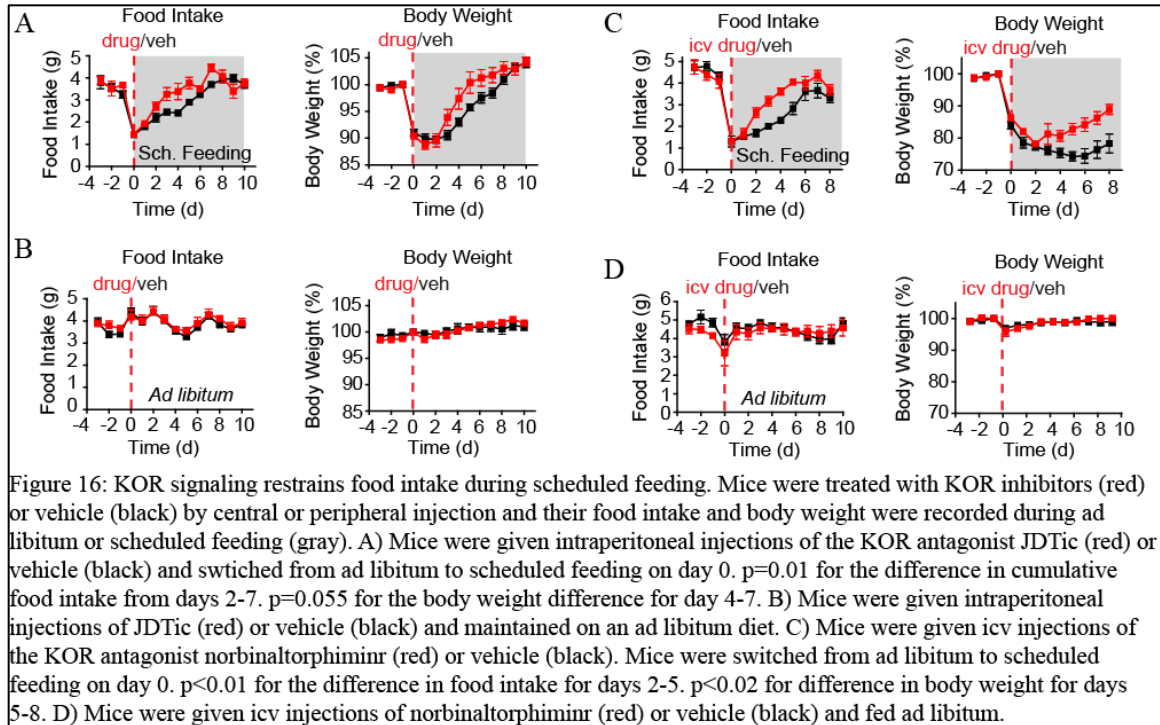 A
Food Intake
drug/veh
Food Intake (g)
5
4
3
2
1
0
Sch. Feeding
-4 -2 0 2 4 6 8 10
Time (d)
Body Weight
drug/veh
Body Weight (%)
105
100
95
90
85
-4 -2 0 2 4 6 8 10
Time (d)
C
Food Intake
icv drug/veh
Food Intake (g)
5
4
3
2
1
0
Sch. Feeding
-4 -2 0 2 4 6 8
Time (d)
Body Weight
icv drug/veh
Body Weight (%)
100
90
80
70
-4 -2 0 2 4 6 8
Time (d)
B
Food Intake
drug/veh
Food Intake (g)
5
4
3
2
1
0
Ad libitum
-4 -2 0 2 4 6 8 10
Time (d)
Body Weight
drug/veh
Body Weight (%)
105
100
95
90
85
-4 -2 0 2 4 6 8 10
Time (d)
D
Food Intake
icv drug/veh
Food Intake (g)
6
5
4
3
2
1
0
Ad libitum
-4 -2 0 2 4 6 8 10
Time (d)
Body Weight
icv drug/veh
Body Weight (%)
100
90
80
70
-4 -2 0 2 4 6 8 10
Time (d)
Figure 16: KOR signaling restrains food intake during scheduled feeding. Mice were treated with KOR inhibitors (red)
or vehicle (black) by central or peripheral injection and their food intake and body weight were recorded during ad
libitum or scheduled feeding (gray). A) Mice were given intraperitoneal injections of the KOR antagonist JDTic (red) or
vehicle (black) and swtiched from ad libitum to scheduled feeding on day 0. p=0.01 for the difference in cumulative
food intake from days 2-7. p=0.055 for the body weight difference for day 4-7. B) Mice were given intraperitoneal
injections of JDTic (red) or vehicle (black) and maintained on an ad libitum diet. C) Mice were given icv injections of
the KOR antagonist norbinaltorphiminr (red) or vehicle (black). Mice were switched from ad libitum to scheduled
feeding on day 0. p<0.01 for the difference in food intake for days 2-5. p<0.02 for difference in body weight for days
5-8. D) Mice were given icv injections of norbinaltorphiminr (red) or vehicle (black) and fed ad libitum.